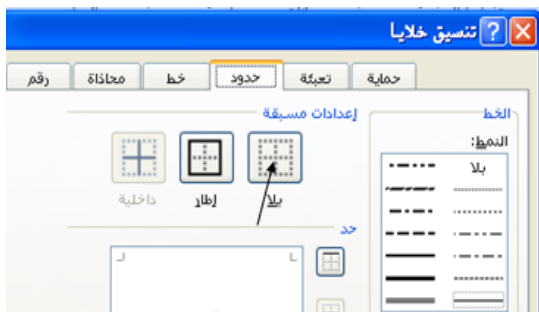 تنسيق خلايا
رقم محاذاة خط حدود تعبئة حماية
الخط
النمط:
بلا
إعدادات مسبقة
بلا إطار داخلية
حد